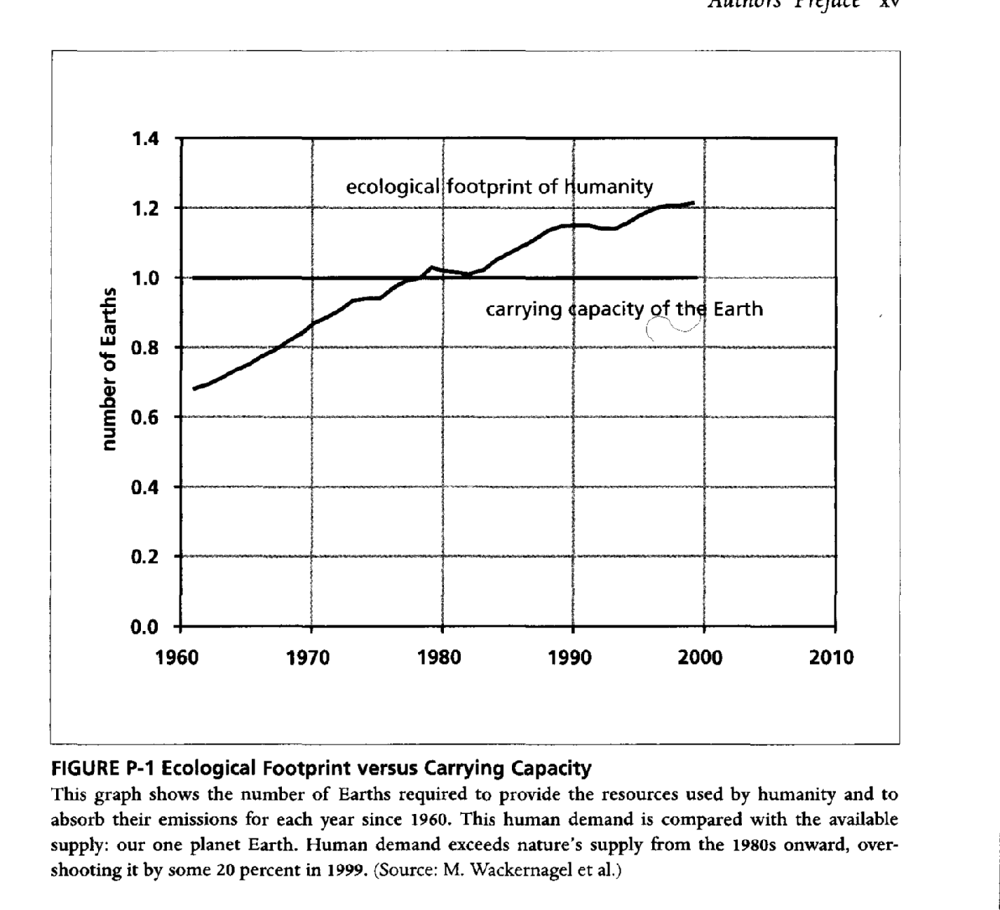 Authors' Preface xv
1.4
ecological footprint of humanity
1.2
1.0
carrying capacity of the Earth
number of Earths
0.8
0.6
0.4
0.2
0.0
1960 1970 1980 1990 2000 2010
FIGURE P-1 Ecological Footprint versus Carrying Capacity
This graph shows the number of Earths required to provide the resources used by humanity and to
absorb their emissions for each year since 1960. This human demand is compared with the available
supply: our one planet Earth. Human demand exceeds nature's supply from the 1980s onward, over-
shooting it by some 20 percent in 1999. (Source: M. Wackernagel et al.)